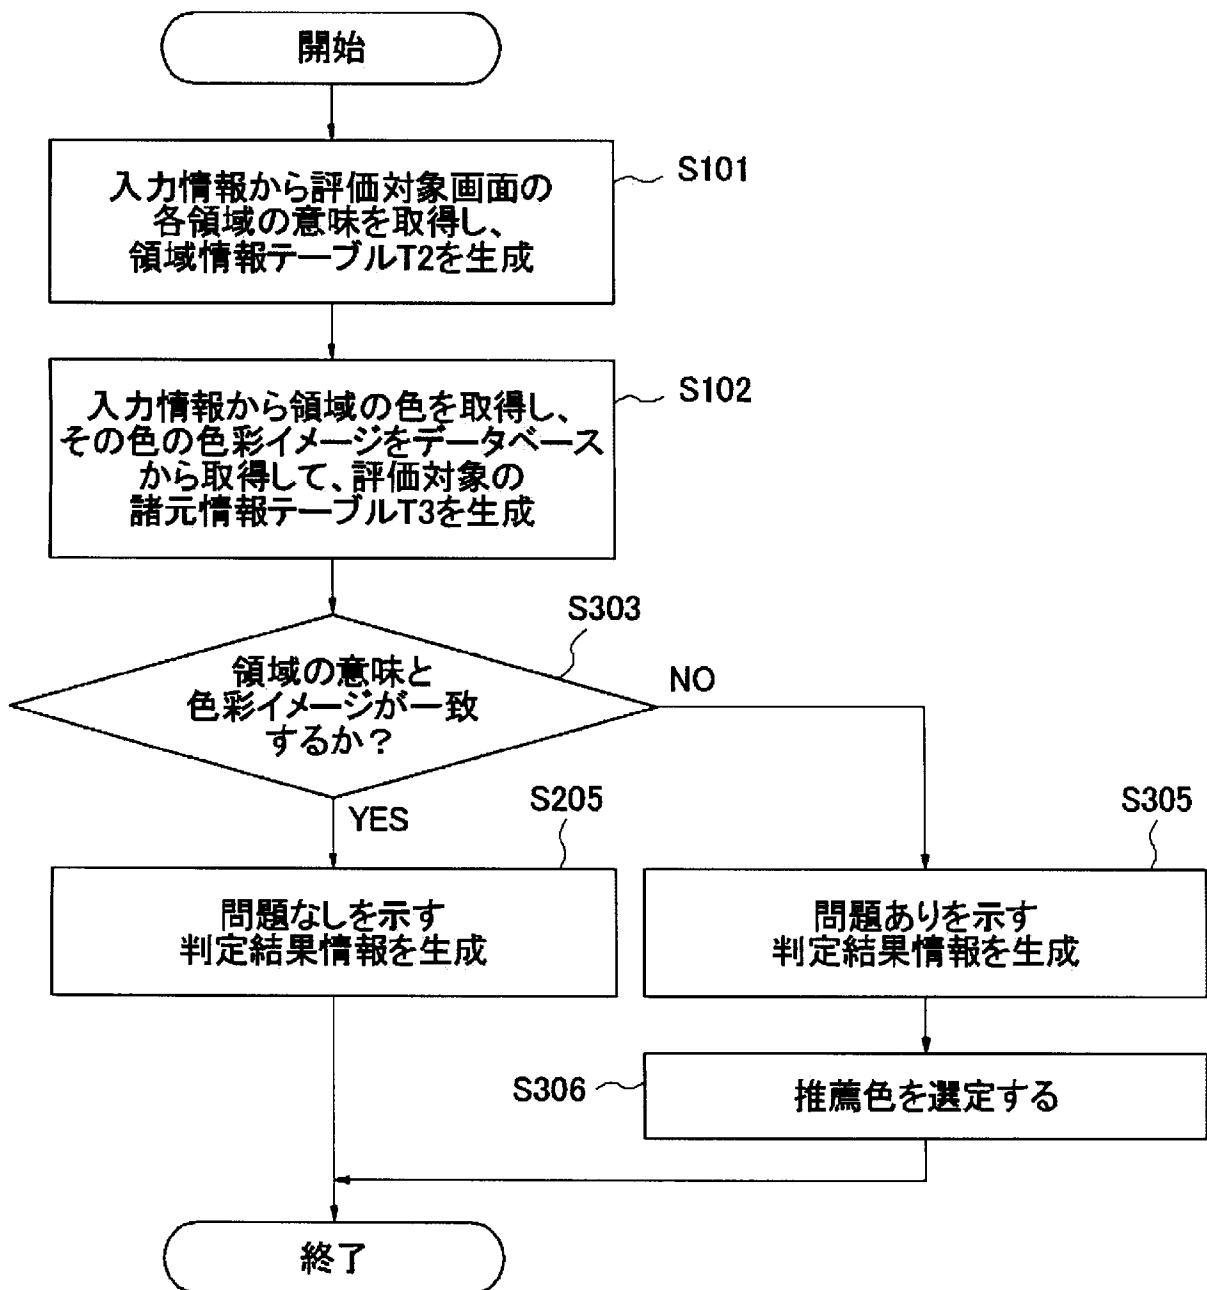 開始
入力情報から評価対象画面の
各領域の意味を取得し、
領域情報テーブルT2を生成
S101
入力情報から領域の色を取得し、
その色の色彩イメージをデータベース
から取得して、評価対象の
諸元情報テーブルT3を生成
S102
S303
領域の意味と
色彩イメージが一致
するか？
NO
YES
S205
問題なしを示す
判定結果情報を生成
S305
問題ありを示す
判定結果情報を生成
S306
推薦色を選定する
終了